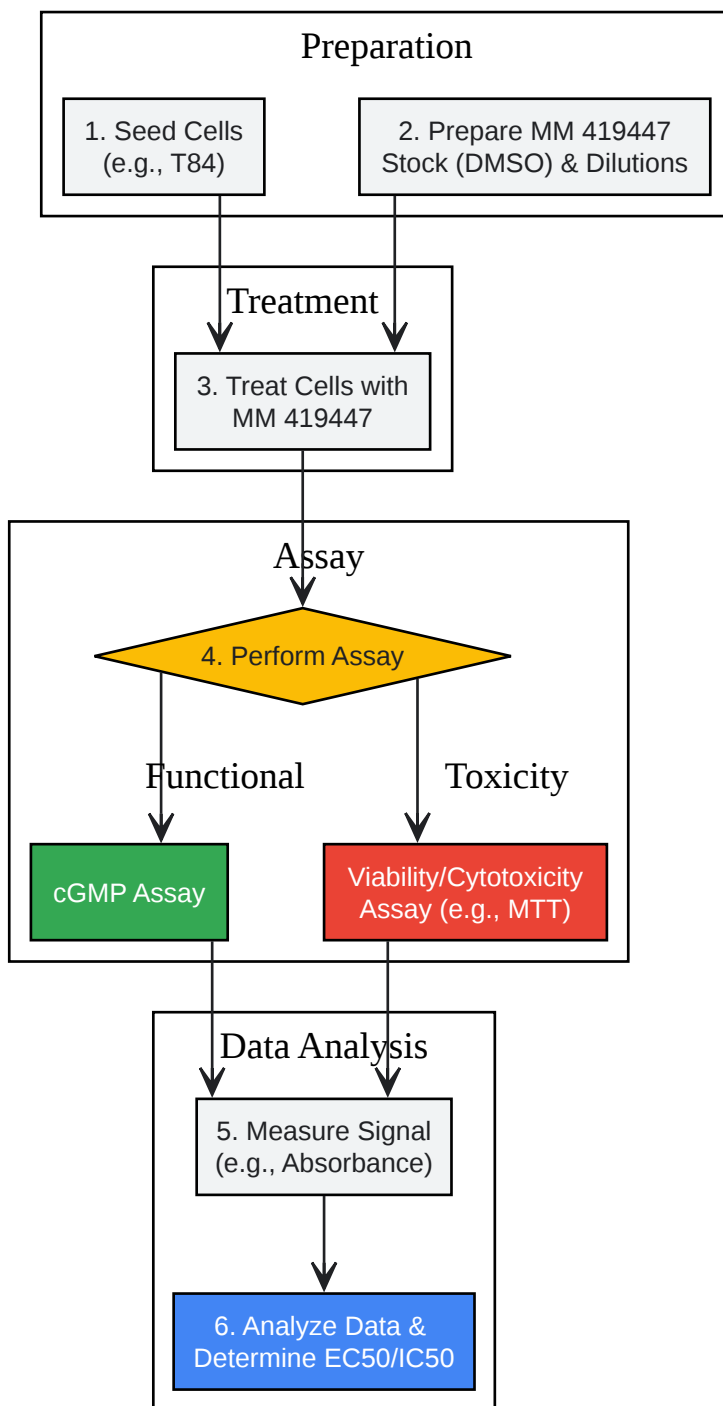 Preparation
1. Seed Cells
(e.g., T84)
2. Prepare MM 419447
Stock (DMSO) & Dilutions
Treatment
3. Treat Cells with
MM 419447
Assay
4. Perform Assay
Functional
Toxicity
cGMP Assay
Viability/Cytotoxicity
Assay (e.g., MTT)
Data Analysis
5. Measure Signal
(e.g., Absorbance)
6. Analyze Data &
Determine EC50/IC50